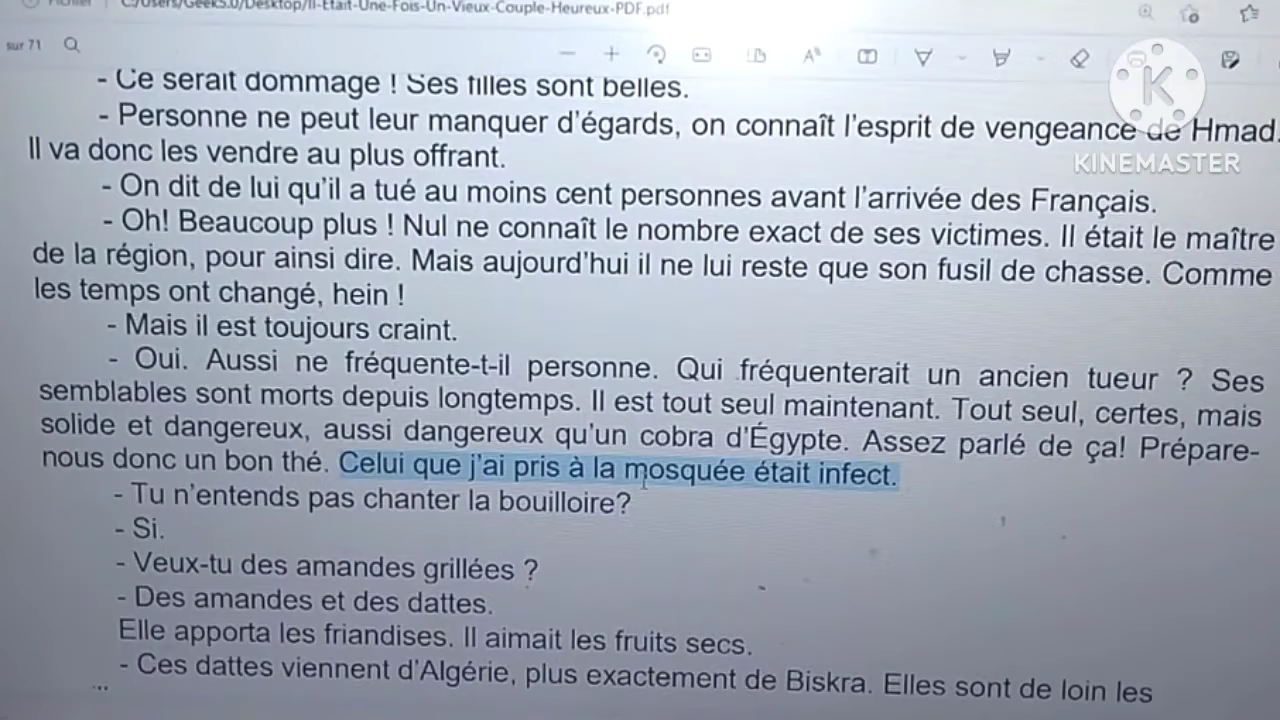 C:/Users/Geek5.0/Desktop/Il-Etait-Une-Fois-Un-Vieux-Couple-Heureux-PDF.pdf
sur 71
- Ce serait dommage ! Ses filles sont belles.
- Personne ne peut leur manquer d'égards, on connaît l'esprit de vengeance de Hmad.
Il va donc les vendre au plus offrant.
- On dit de lui qu'il a tué au moins cent personnes avant l'arrivée des Français.
- Oh! Beaucoup plus ! Nul ne connaît le nombre exact de ses victimes. Il était le maître
de la région, pour ainsi dire. Mais aujourd'hui il ne lui reste que son fusil de chasse. Comme
les temps ont changé, hein !
- Mais il est toujours craint.
- Oui. Aussi ne fréquente-t-il personne. Qui fréquenterait un ancien tueur ? Ses
semblables sont morts depuis longtemps. Il est tout seul maintenant. Tout seul, certes, mais
solide et dangereux, aussi dangereux qu'un cobra d'Égypte. Assez parlé de ça! Prépare-
nous donc un bon thé. Celui que j'ai pris à la mosquée était infect.
- Tu n'entends pas chanter la bouilloire?
- Si.
- Veux-tu des amandes grillées ?
- Des amandes et des dattes.
Elle apporta les friandises. Il aimait les fruits secs.
- Ces dattes viennent d'Algérie, plus exactement de Biskra. Elles sont de loin les
K
KINEMASTER